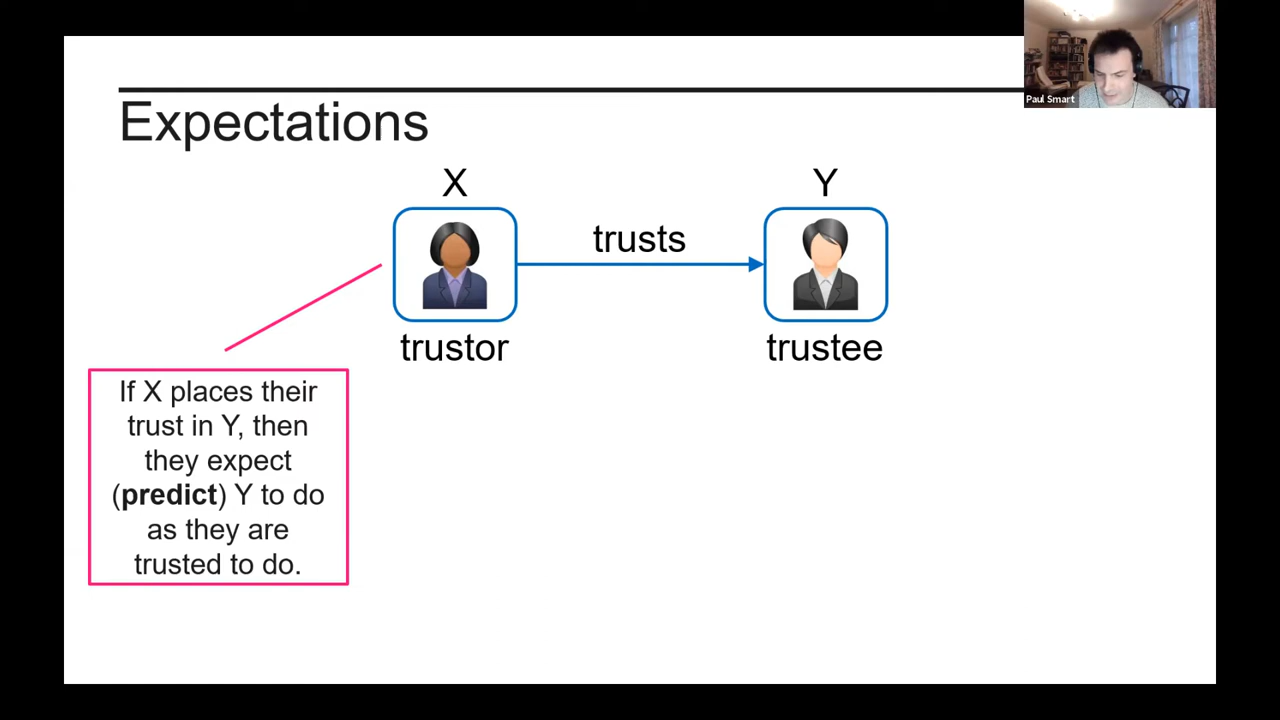 Paul Smart
Expectations
X
Y
trusts
trustor
trustee
If X places their
trust in Y, then
they expect
(predict) Y to do
as they are
trusted to do.